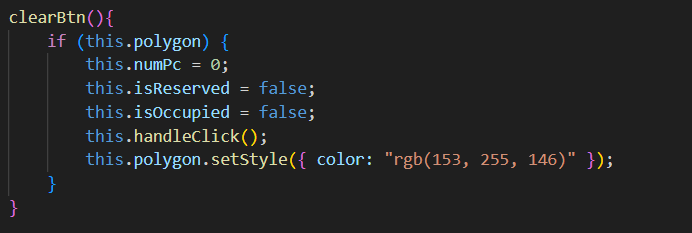 clearBtn(){
    if (this.polygon) {
        this.numPc = 0;
        this.isReserved = false;
        this.isOccupied = false;
        this.handleClick();
        this.polygon.setStyle({ color: "rgb(153, 255, 146)" });
    }
}